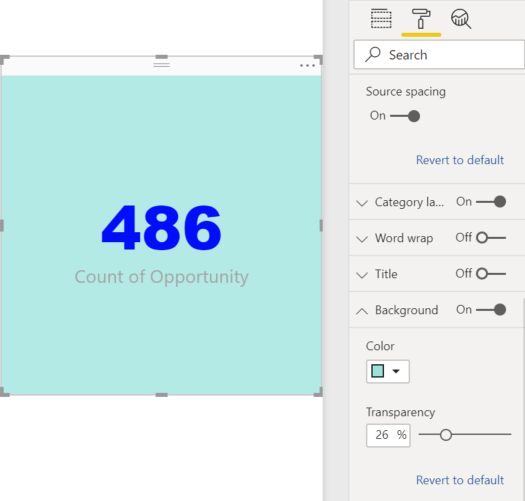 Search
Source spacing
On
Revert to default
Category la... On
Word wrap Off
Title Off
Background On
Color
Transparency
26 %
Revert to default
486
Count of Opportunity